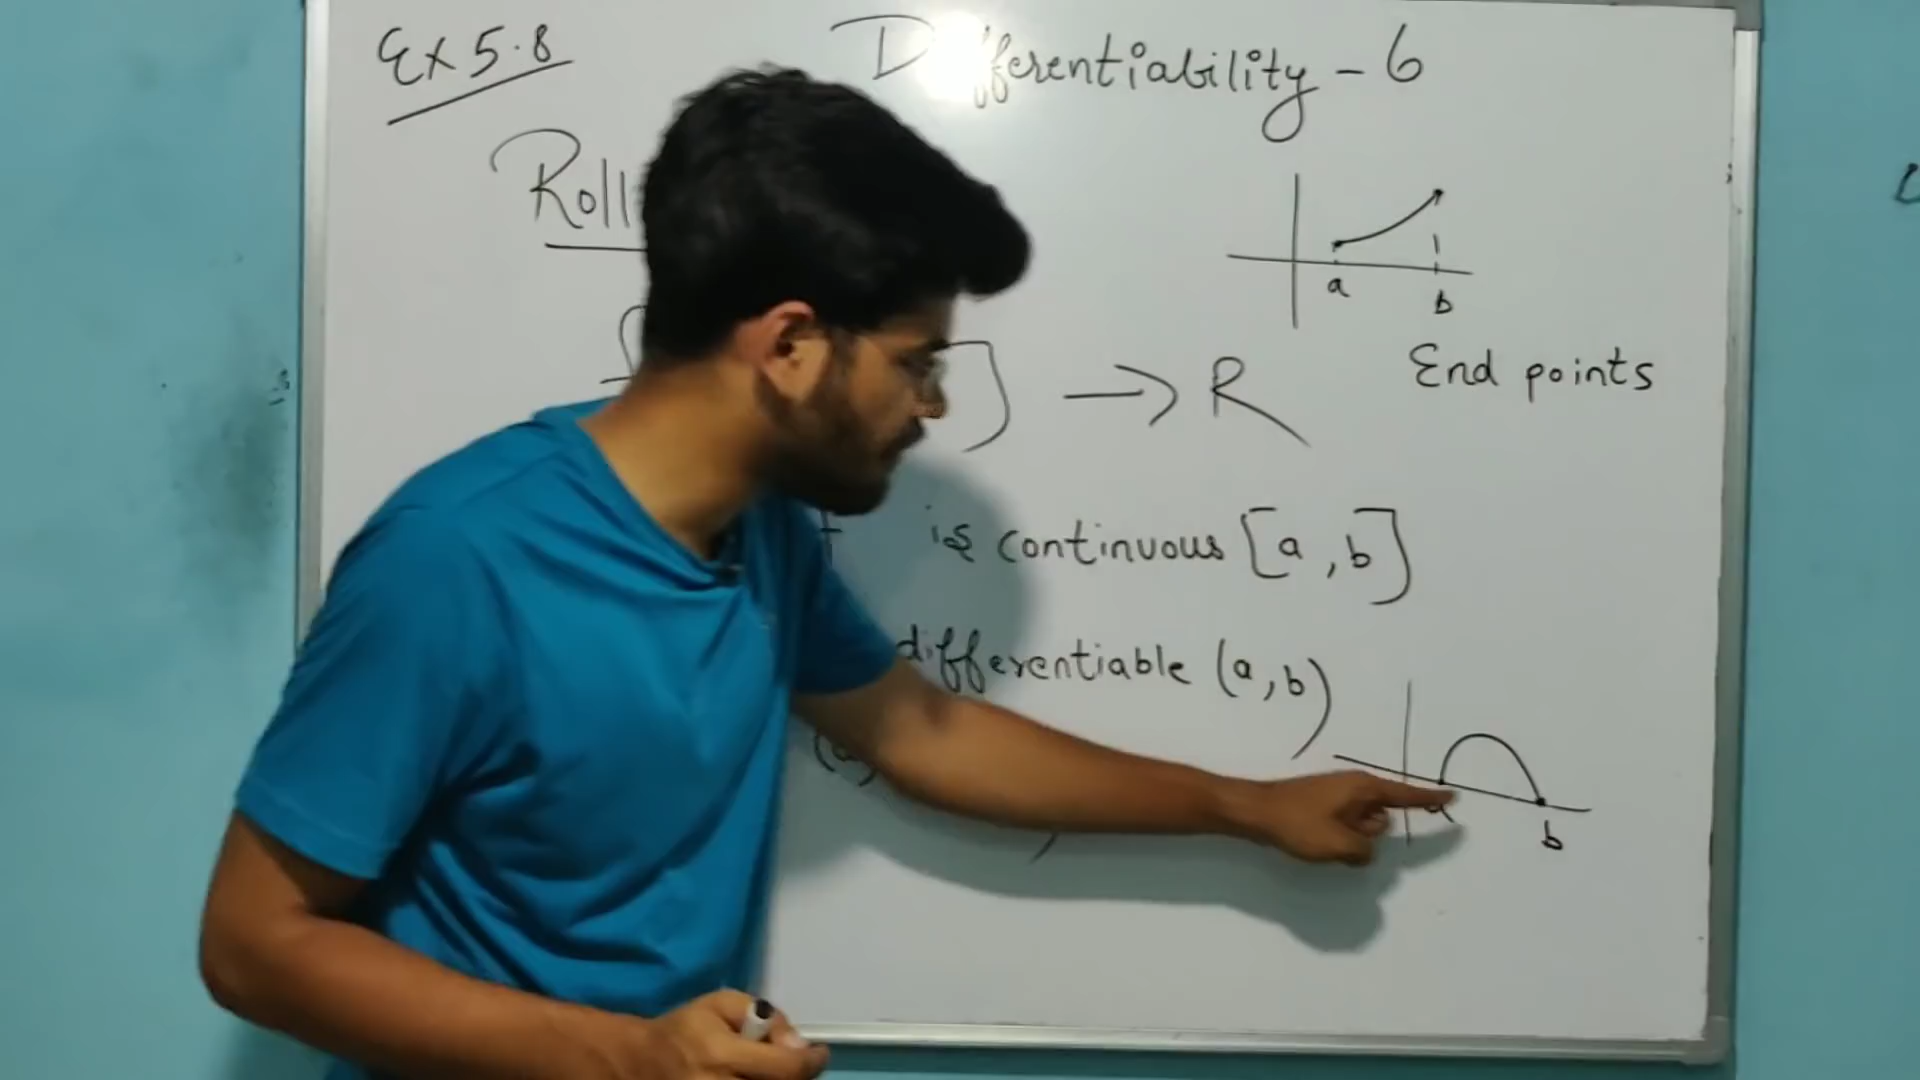 Ex 5.8
Differentiability - 6
Roll
a
b
End points
→ R
is continuous [a, b]
differentiable (a, b)
(a)
a
b